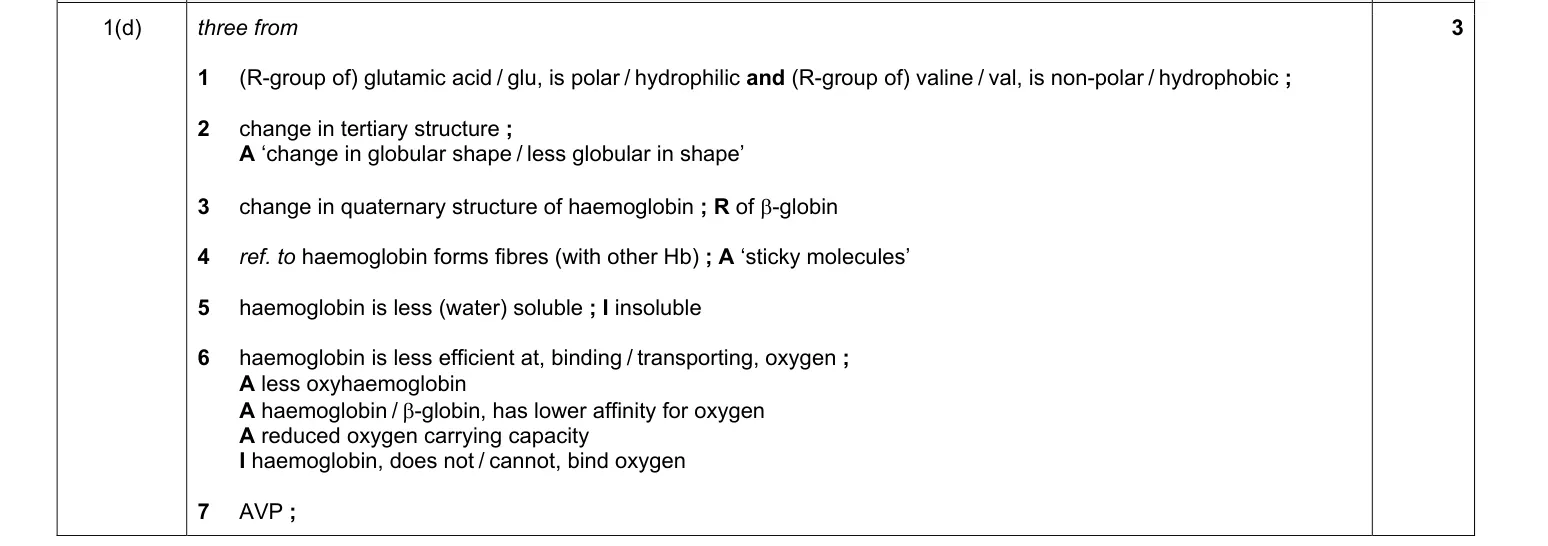 1(d) three from 3
1 (R-group of) glutamic acid / glu, is polar / hydrophilic and (R-group of) valine / val, is non-polar / hydrophobic ;
2 change in tertiary structure ;
A ‘change in globular shape / less globular in shape’
3 change in quaternary structure of haemoglobin ; R of β-globin
4 ref. to haemoglobin forms fibres (with other Hb) ; A ‘sticky molecules’
5 haemoglobin is less (water) soluble ; I insoluble
6 haemoglobin is less efficient at, binding / transporting, oxygen ;
A less oxyhaemoglobin
A haemoglobin / β-globin, has lower affinity for oxygen
A reduced oxygen carrying capacity
I haemoglobin, does not / cannot, bind oxygen
7 AVP ;